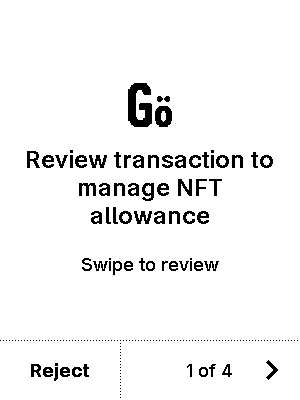 Gö
Review transaction to
manage NFT
allowance
Swipe to review
Reject
1 of 4